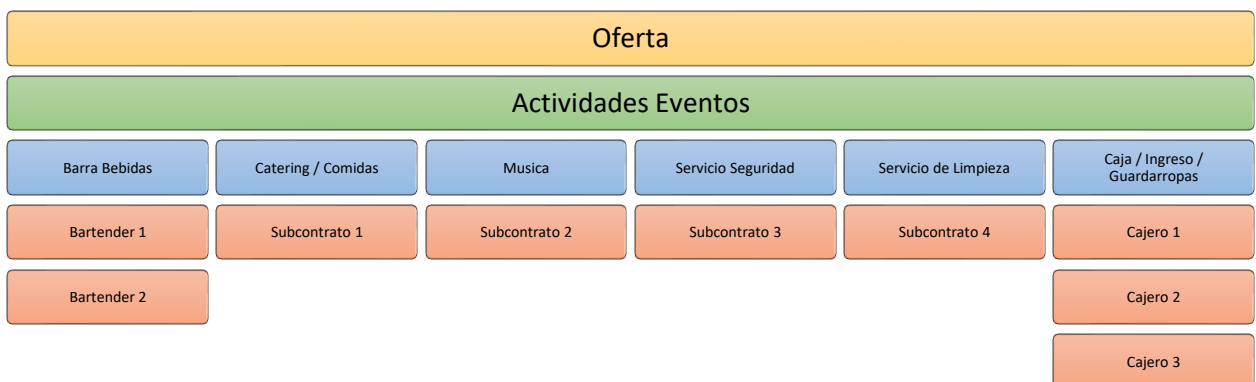 Oferta
Actividades Eventos
Barra Bebidas
Catering / Comidas
Musica
Servicio Seguridad
Servicio de Limpieza
Caja / Ingreso /
Guardarropas
Bartender 1
Subcontrato 1
Subcontrato 2
Subcontrato 3
Subcontrato 4
Cajero 1
Bartender 2
Cajero 2
Cajero 3